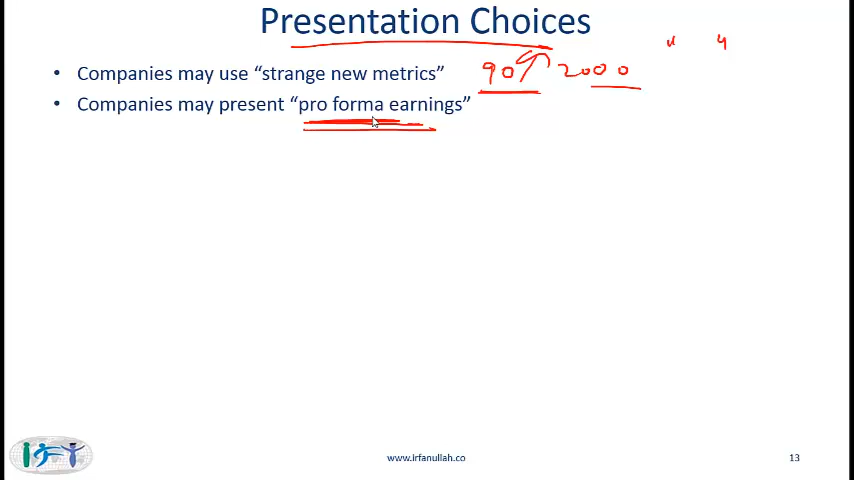 Presentation Choices
• Companies may use “strange new metrics” 90s 2000
• Companies may present “pro forma earnings”
www.irfanullah.co
13